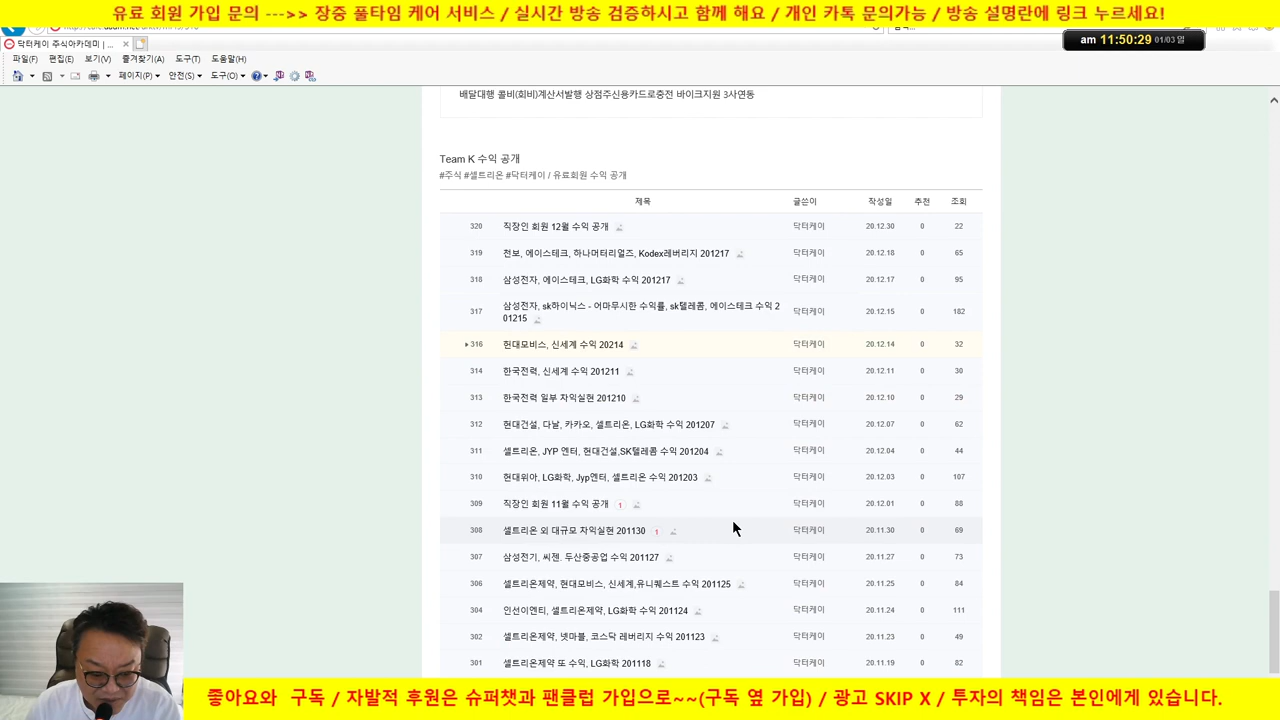 유료 회원 가입 문의 --->> 장중 풀타임 케어 서비스 / 실시간 방송 검증하시고 함께 해요 / 개인 카톡 문의가능 / 방송 설명란에 링크 누르세요!
닥터케이 주식아카데미 | ...
am 11:50:29 01/03 일
파일(F) 편집(E) 보기(V) 즐겨찾기(A) 도구(T) 도움말(H)
페이지(P) 안전(S) 도구(O)
배달대행 콜비(회비)계산서발행 상점주신용카드로충전 바이크지원 3사연동
Team K 수익 공개
#주식 #셀트리온 #닥터케이 / 유료회원 수익 공개
제목 글쓴이 작성일 추천 조회
320 직장인 회원 12월 수익 공개 닥터케이 20.12.30 0 22
319 전보, 에이스테크, 하나머터리얼즈, Kodex레버리지 201217 닥터케이 20.12.18 0 65
318 삼성전자, 에이스테크, LG화학 수익 201217 닥터케이 20.12.17 0 95
317 삼성전자, sk하이닉스 - 어마무시한 수익률, sk텔레콤, 에이스테크 수익 2
01215 닥터케이 20.12.15 0 182
316 현대모비스, 신세계 수익 20214 닥터케이 20.12.14 0 32
314 한국전력, 신세계 수익 201211 닥터케이 20.12.11 0 30
313 한국전력 일부 자익실현 201210 닥터케이 20.12.10 0 29
312 현대건설, 다날, 카카오, 셀트리온, LG화학 수익 201207 닥터케이 20.12.07 0 62
311 셀트리온, JYP 엔터, 현대건설,SK텔레콤 수익 201204 닥터케이 20.12.04 0 44
310 현대위아, LG화학, Jyp엔터, 셀트리온 수익 201203 닥터케이 20.12.03 0 107
309 직장인 회원 11월 수익 공개 1 닥터케이 20.12.01 0 88
308 셀트리온 외 대규모 자익실현 201130 1 닥터케이 20.11.30 0 69
307 삼성전기, 씨젠. 두산중공업 수익 201127 닥터케이 20.11.27 0 73
306 셀트리온제약, 현대모비스, 신세계,유니퀘스트 수익 201125 닥터케이 20.11.25 0 84
304 인선이엔티, 셀트리온제약, LG화학 수익 201124 닥터케이 20.11.24 0 111
302 셀트리온제약, 넷마블, 코스닥 레버리지 수익 201123 닥터케이 20.11.23 0 49
301 셀트리온제약 또 수익, LG화학 201118 닥터케이 20.11.19 0 82
좋아요와 구독 / 자발적 후원은 슈퍼챗과 팬클럽 가입으로~~(구독 옆 가입) / 광고 SKIP X / 투자의 책임은 본인에게 있습니다.